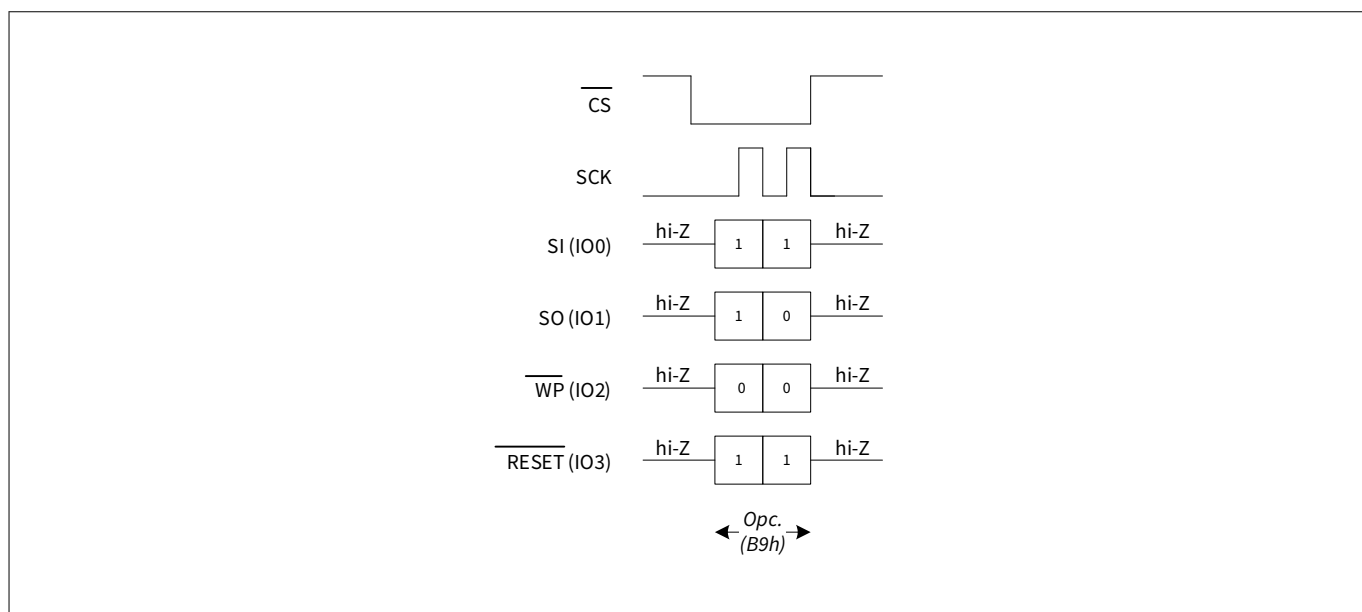 CS
SCK
SI (IO0) hi-Z 1 1 hi-Z
SO (IO1) hi-Z 1 0 hi-Z
WP (IO2) hi-Z 0 0 hi-Z
RESET (IO3) hi-Z 1 1 hi-Z
Opc.
(B9h)